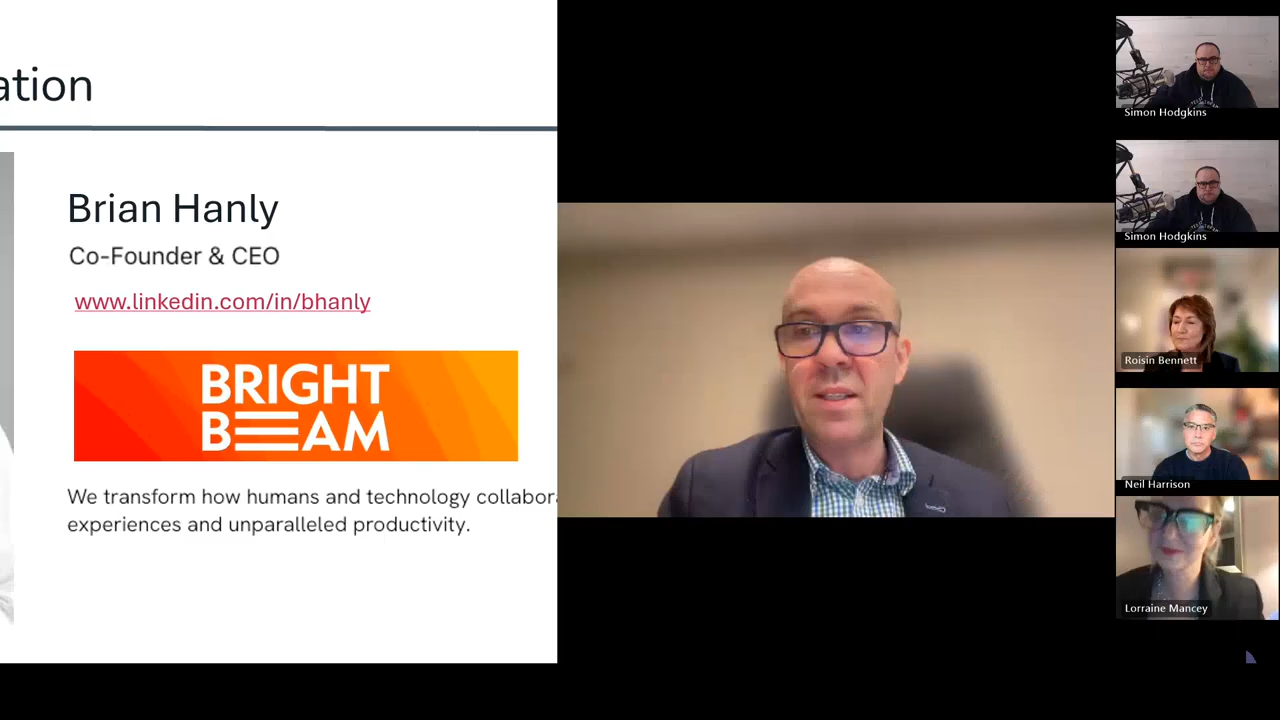 ation
Brian Hanly
Co-Founder & CEO
www.linkedin.com/in/bhanly
BRIGHT
BEAM
We transform how humans and technology collabor
experiences and unparalleled productivity.
Simon Hodgkins
Simon Hodgkins
Roisin Bennett
Neil Harrison
Lorraine Mancey